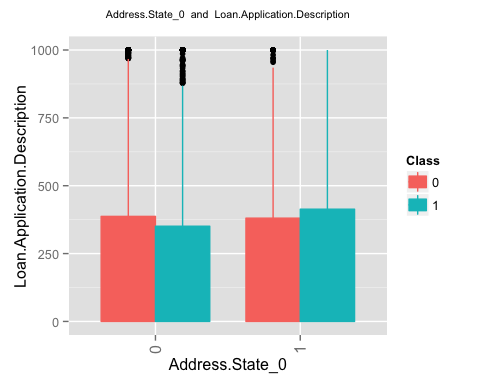 Address.State_0 and Loan.Application.Description
1000
750
500
250
0
Loan.Application.Description
0
1
Address.State_0
Class
0
1